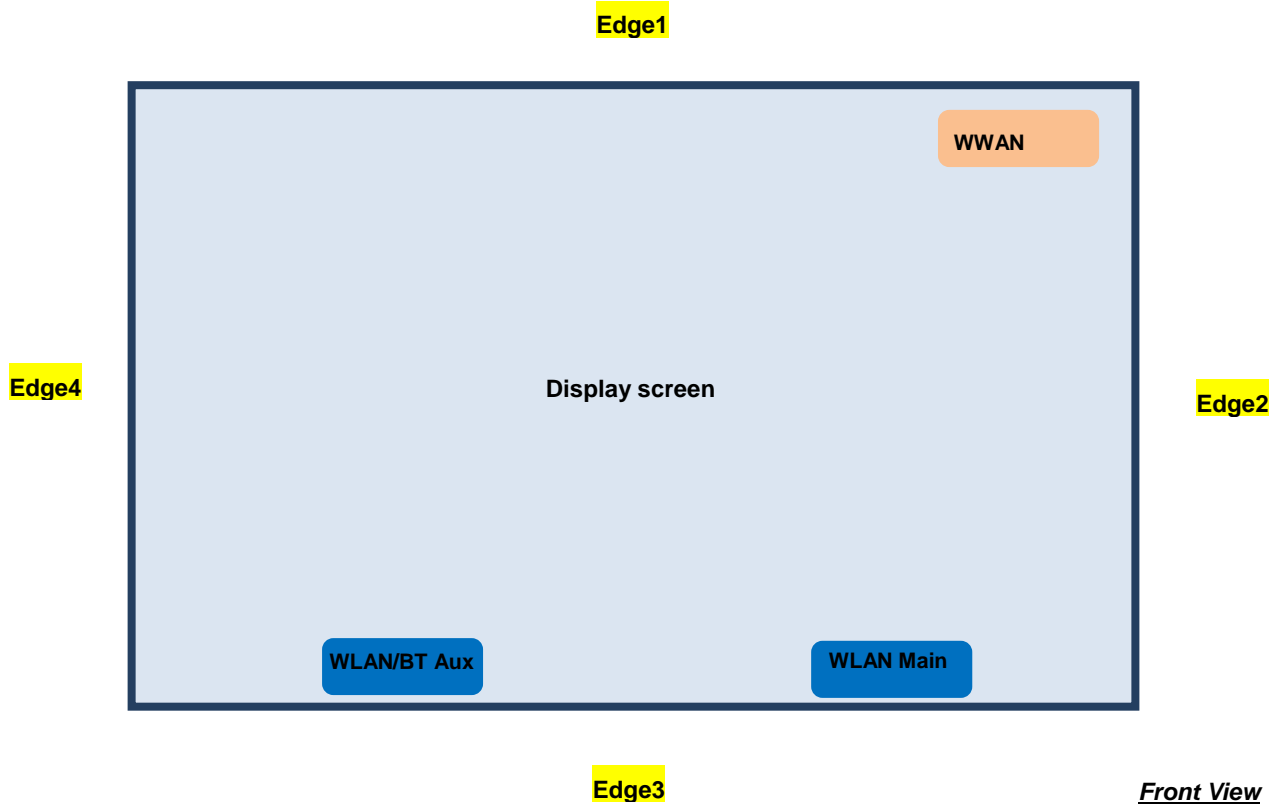 Edge1
WWAN
Edge4
Display screen
Edge2
WLAN/BT Aux
WLAN Main
Edge3
Front View